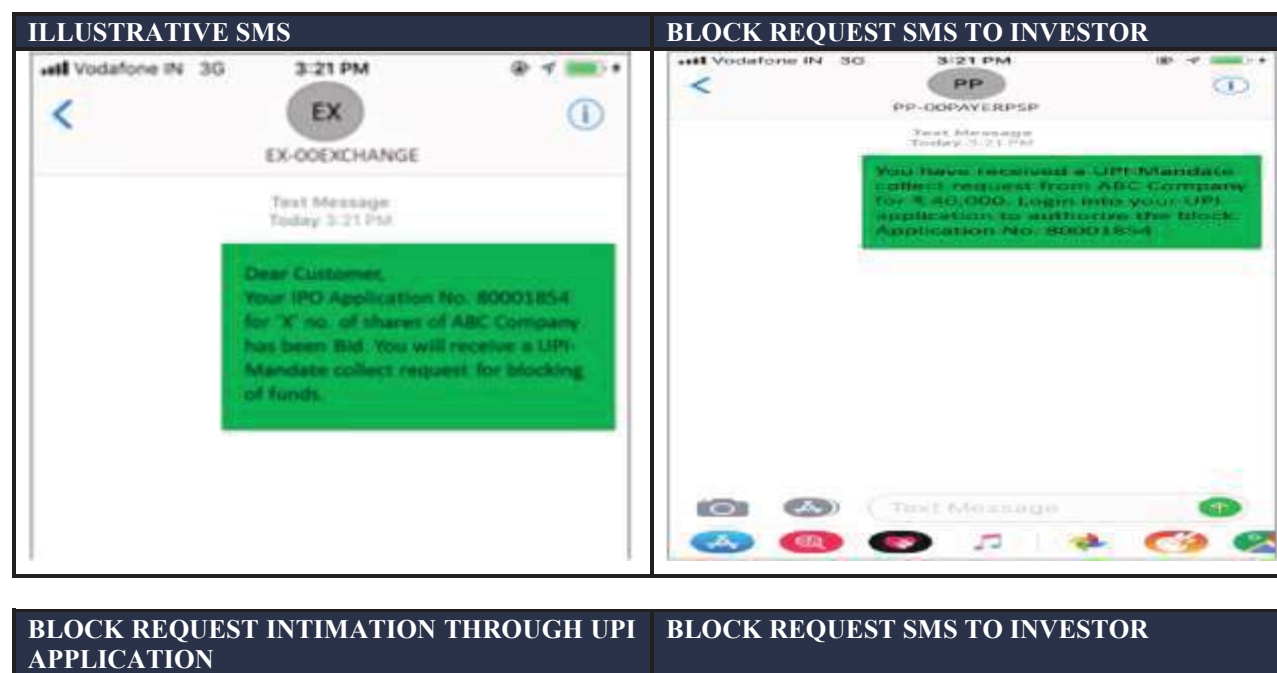 ILLUSTRATIVE SMS
BLOCK REQUEST SMS TO INVESTOR
Vodafone IN 3G 3:21 PM
EX
EX-00EXCHANGE
Text Message
Today 3:21 PM
Dear Customer,
Your IPO Application No. 80001854
for 'X' no. of shares of ABC Company
has been Bid. You will receive a UPI-
Mandate collect request for blocking
of funds.
Vodafone IN 3G 3:21 PM
PP
PP-00PAYERPSP
Text Message
Today 3:21 PM
You have received a UPI-Mandate
collect request from ABC Company
for ₹ 40,000. Login into your UPI
application to authorize the block.
Application No. 80001854
Text Message
BLOCK REQUEST INTIMATION THROUGH UPI
APPLICATION
BLOCK REQUEST SMS TO INVESTOR